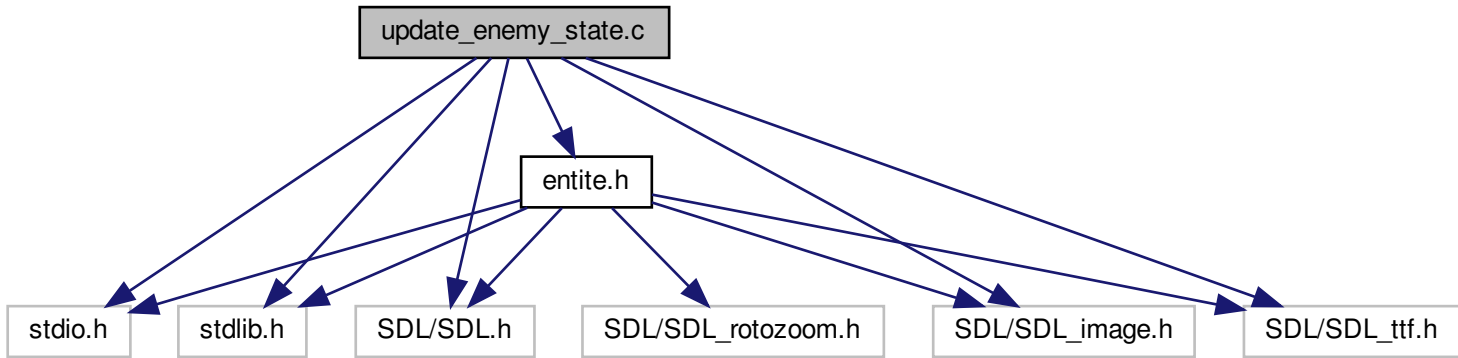 update_enemy_state.c
entite.h
stdio.h
stdlib.h
SDL/SDL.h
SDL/SDL_rotozoom.h
SDL/SDL_image.h
SDL/SDL_ttf.h